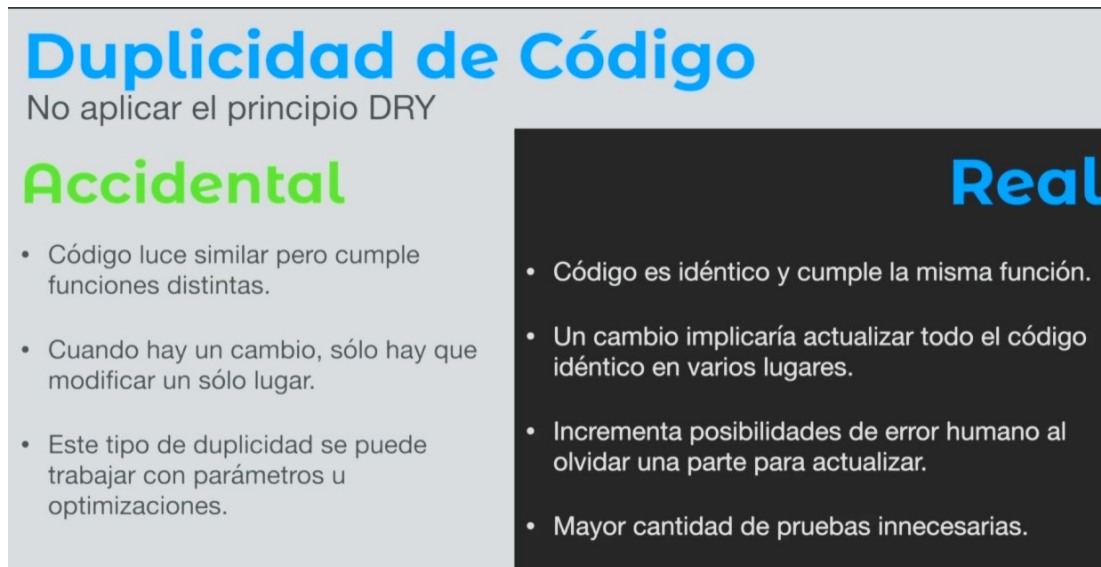 Duplicidad de Código
No aplicar el principio DRY
Accidental
• Código luce similar pero cumple
funciones distintas.
• Cuando hay un cambio, sólo hay que
modificar un sólo lugar.
• Este tipo de duplicidad se puede
trabajar con parámetros u
optimizaciones.
Real
• Código es idéntico y cumple la misma función.
• Un cambio implicaría actualizar todo el código
idéntico en varios lugares.
• Incrementa posibilidades de error humano al
olvidar una parte para actualizar.
• Mayor cantidad de pruebas innecesarias.